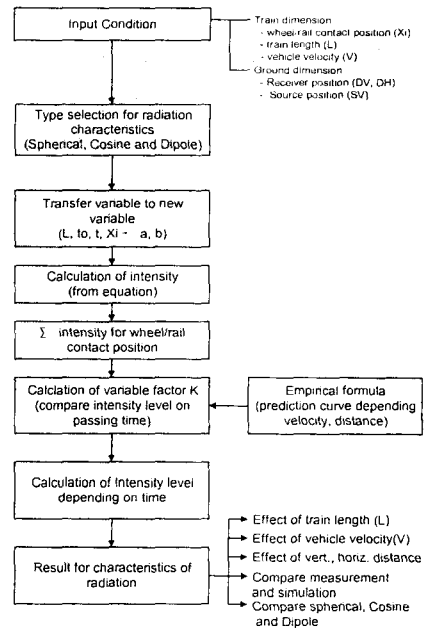 Input Condition
Train dimension
- wheel-rail contact position (Xi)
- train length (L)
- vehicle velocity (V)
Ground dimension
- Receiver position (DV, DH)
- Source position (SV)
Type selection for radiation
characteristics
(Spherical, Cosine and Dipole)
Transfer variable to new
variable
(L, to, t, Xi - a, b)
Calculation of intensity
(from equation)
Σ intensity for wheel/rail
contact position
Calclation of variable factor K
(compare intensity level on
passing time)
Empirical formula
(prediction curve depending
velocity, distance)
Calculation of Intensity level
depending on time
Result for characteristics of
radiation
Effect of train length (L)
Effect of vehicle velocity(V)
Effect of vert., horiz. distance
Compare measurement
and simulation
Compare spherical, Cosine
and Dipole